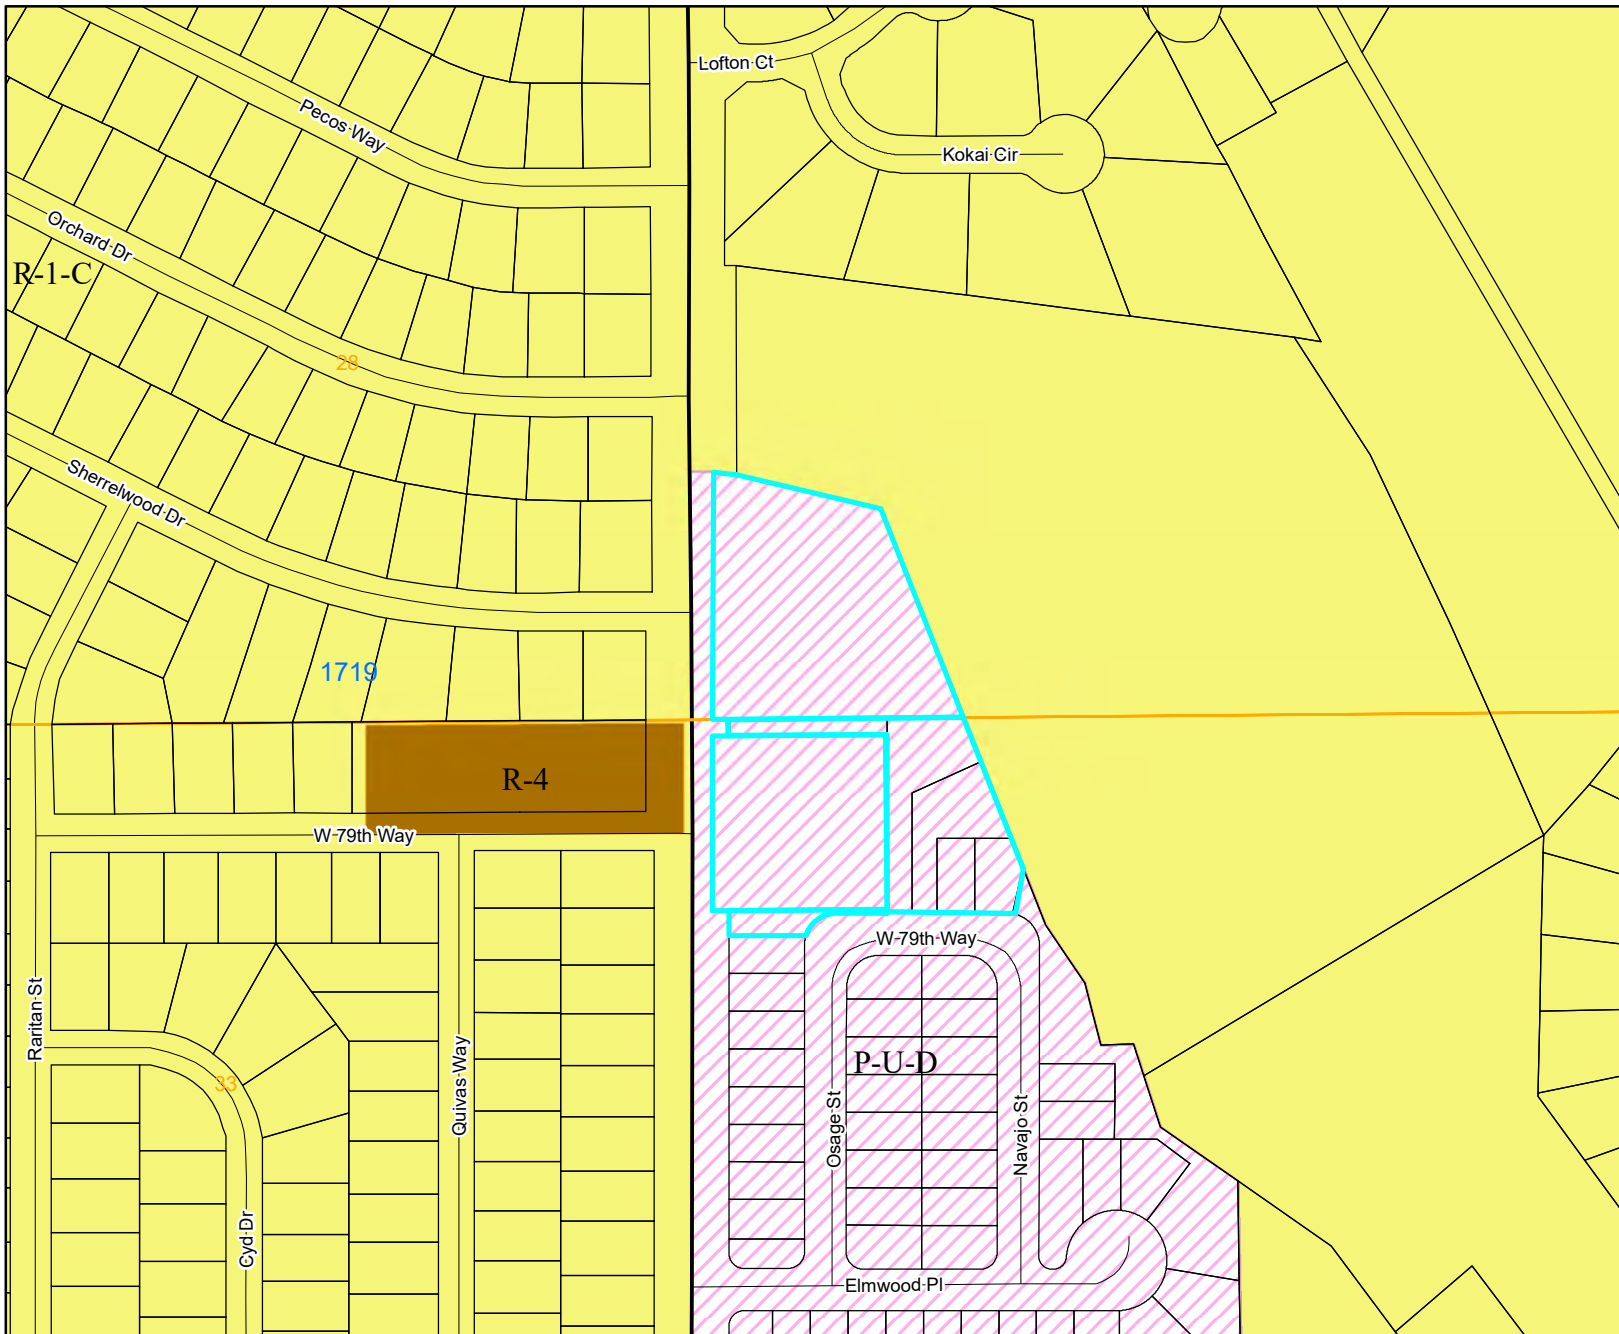 Lofton Ct
Pecos Way
Kokai Cir
Orchard Dr
R-1-C
28
Sherrelwood Dr
1719
R-4
W 79th Way
W 79th Way
Raritan St
Quivas Way
P-U-D
33
Osage St
Navajo St
Cyd Dr
Elmwood Pl